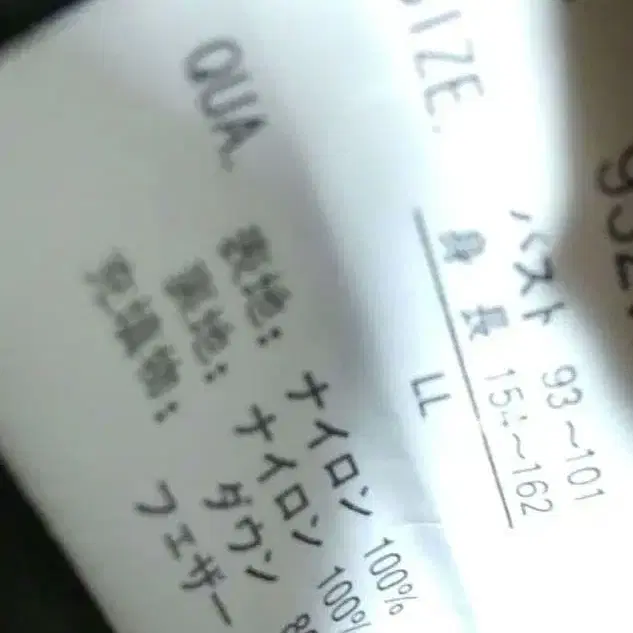 SIZE.
バスト 93～101
身長 154～162
LL
QUA.
表地: ナイロン 100%
裏地: ナイロン 100%
充填物: ダウン 8
フェザー